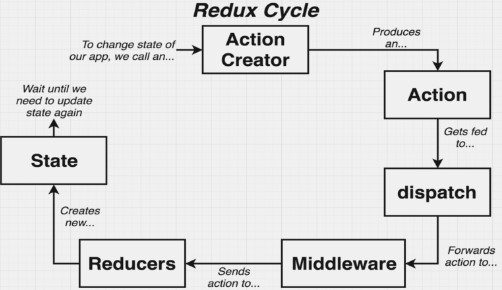 Redux Cycle
To change state of
our app, we call an...
Action
Creator
Produces
an...
Action
Gets fed
to...
dispatch
Forwards
action to...
Middleware
Sends
action to...
Reducers
Creates
new...
State
Wait until we
need to update
state again